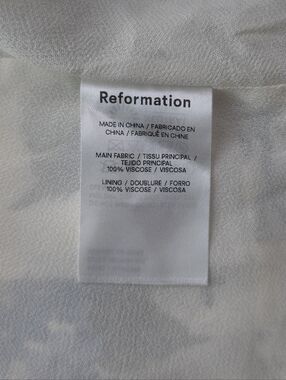 Reformation
MADE IN CHINA / FABRICADO EN
CHINA / FABRIQUÉ EN CHINE
MAIN FABRIC / TISSU PRINCIPAL /
TEJIDO PRINCIPAL
100% VISCOSE / VISCOSA
LINING / DOUBLURE / FORRO
100% VISCOSE / VISCOSA